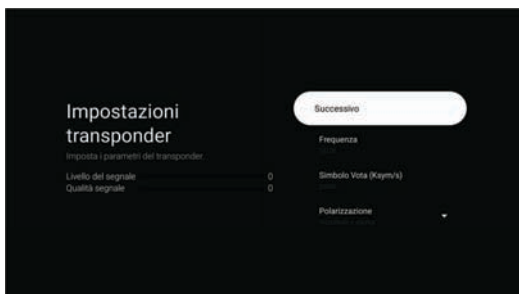 Impostazioni
transponder
Imposta i parametri del transponder.
Livello del segnale 0
Qualità segnale 0
Successivo
Frequenza
Simbolo Vota (Ksym/s)
Polarizzazione